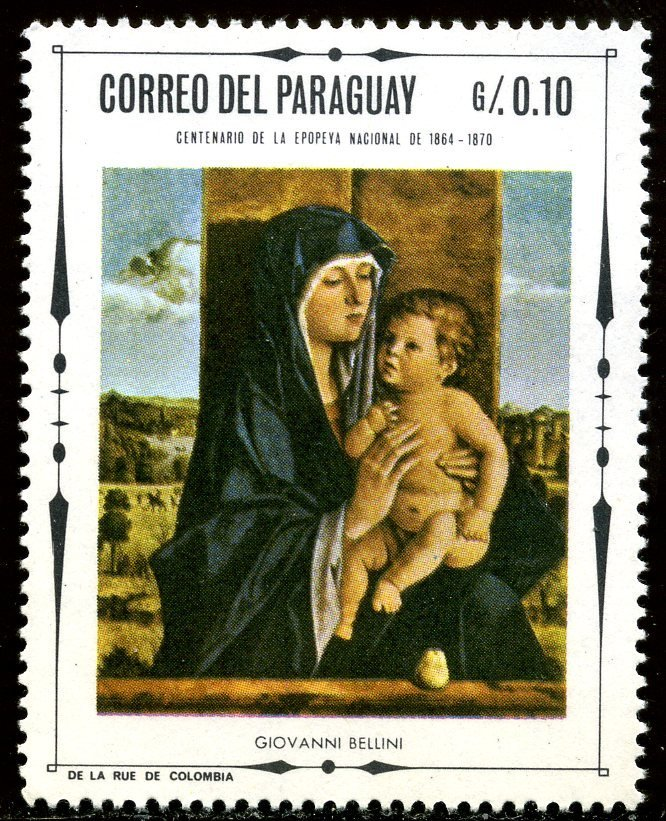 CORREO DEL PARAGUAY G/. 0.10
CENTENARIO DE LA EPOPEYA NACIONAL DE 1864 - 1870
GIOVANNI BELLINI
DE LA RUE DE COLOMBIA